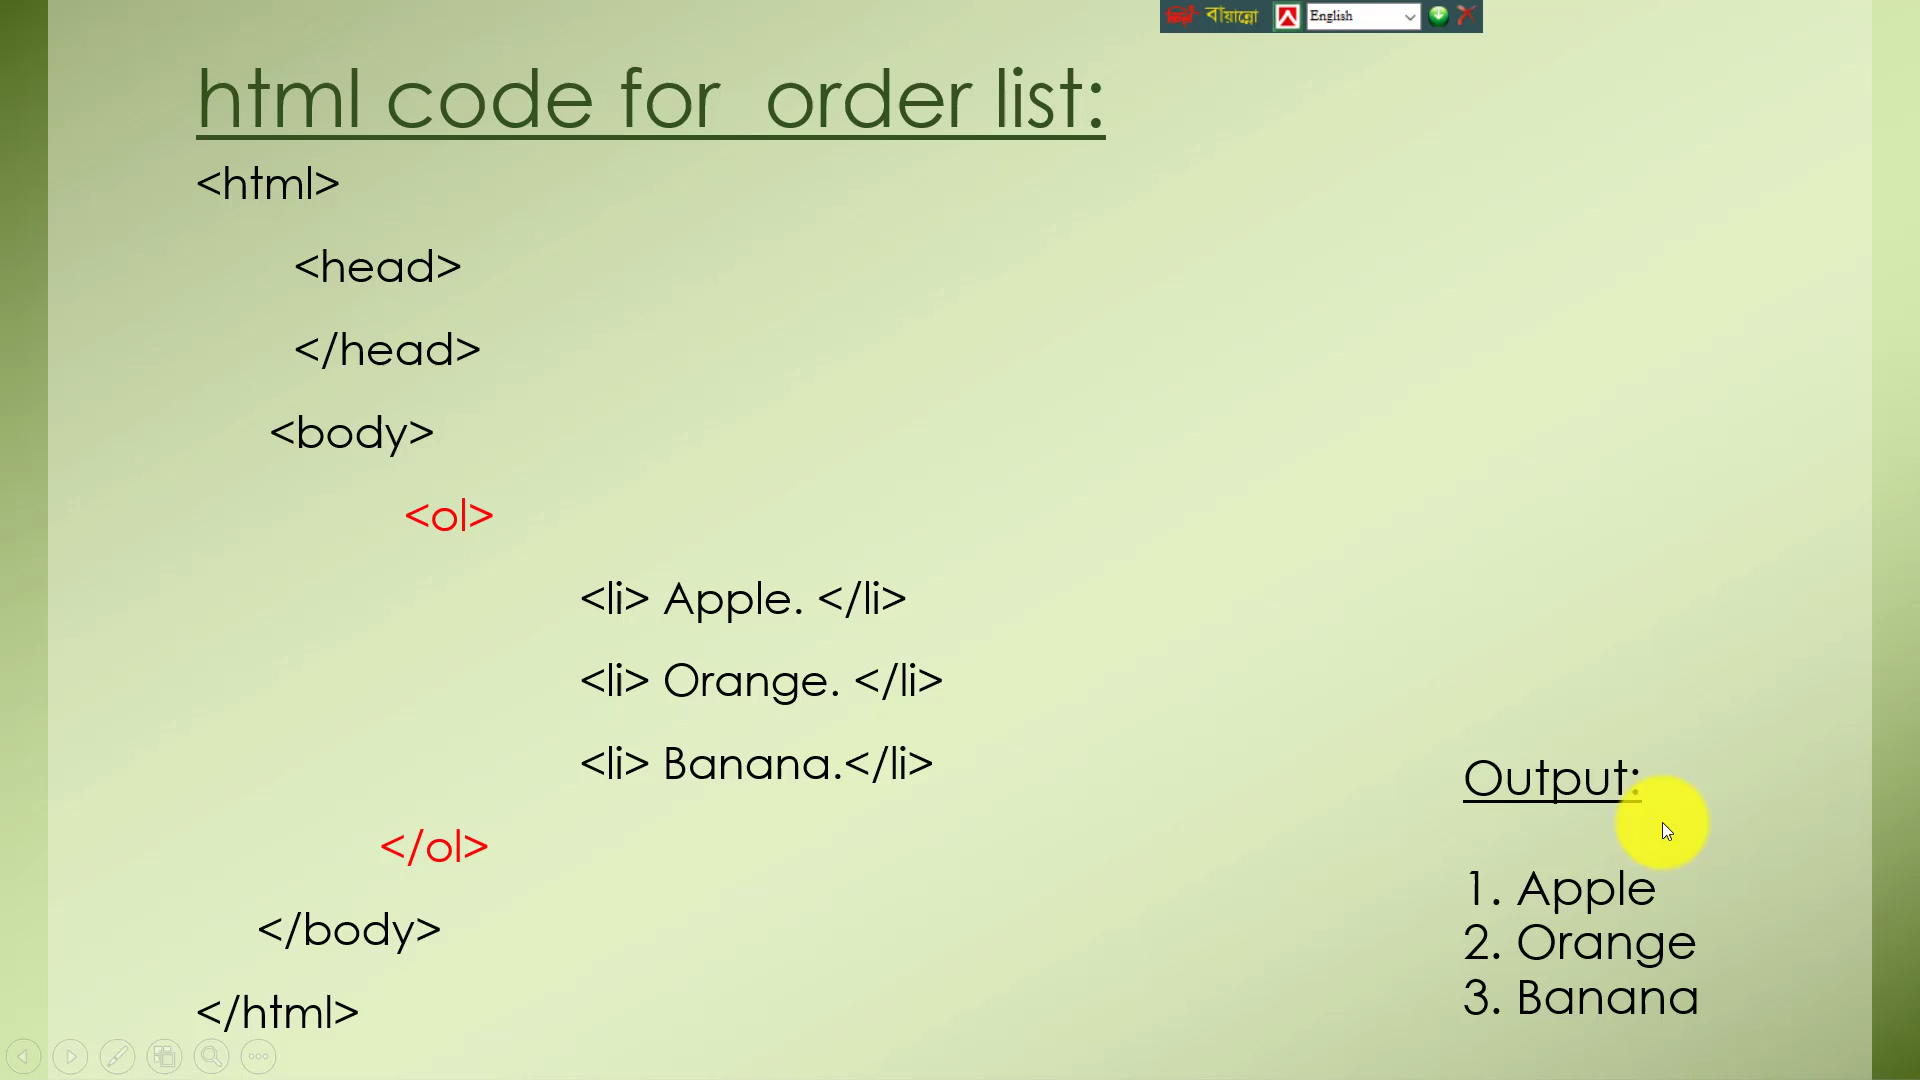 বায়ান্নো English
html code for order list:
<html>
<head>
</head>
<body>
<ol>
<li> Apple. </li>
<li> Orange. </li>
<li> Banana.</li>
</ol>
</body>
</html>
Output:
1. Apple
2. Orange
3. Banana